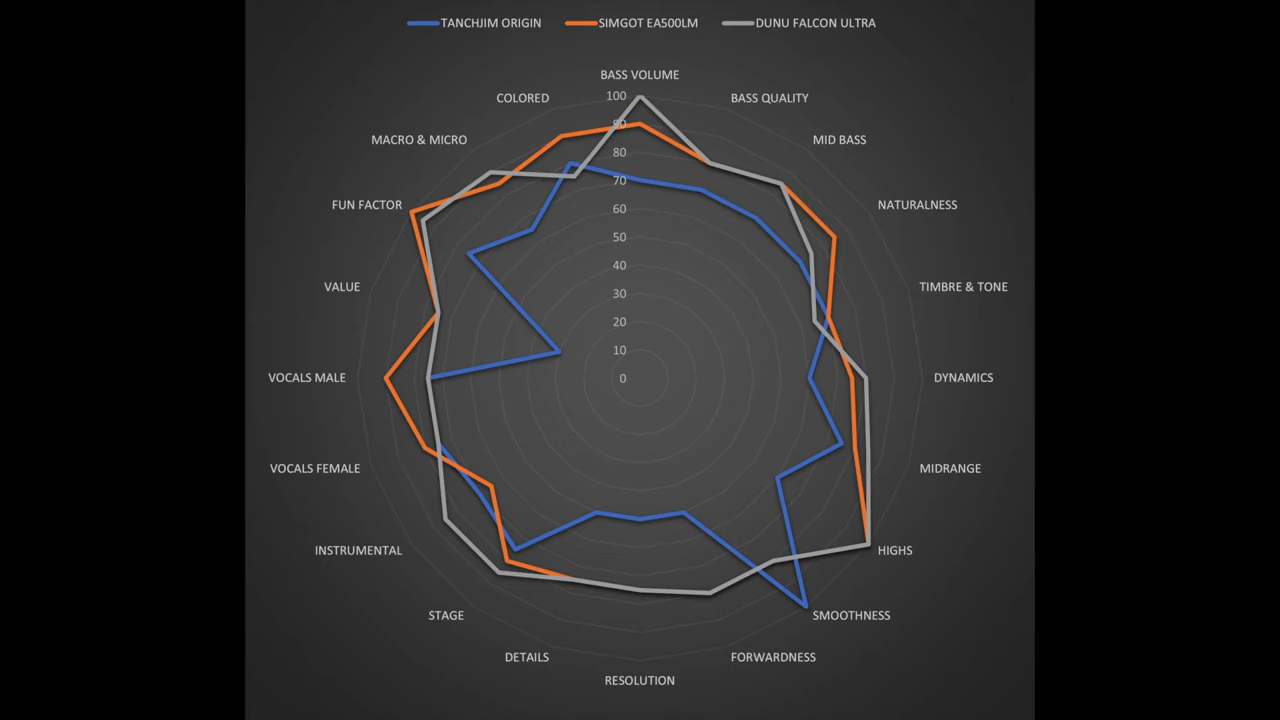 TANCHJIM ORIGIN SIMGOT EA500LM DUNU FALCON ULTRA
BASS VOLUME
COLORED 100 BASS QUALITY
90
MACRO & MICRO MID BASS
80
70
FUN FACTOR NATURALNESS
60
50
40
VALUE TIMBRE & TONE
30
20
10
VOCALS MALE 0 DYNAMICS
VOCALS FEMALE MIDRANGE
INSTRUMENTAL HIGHS
STAGE SMOOTHNESS
DETAILS FORWARDNESS
RESOLUTION